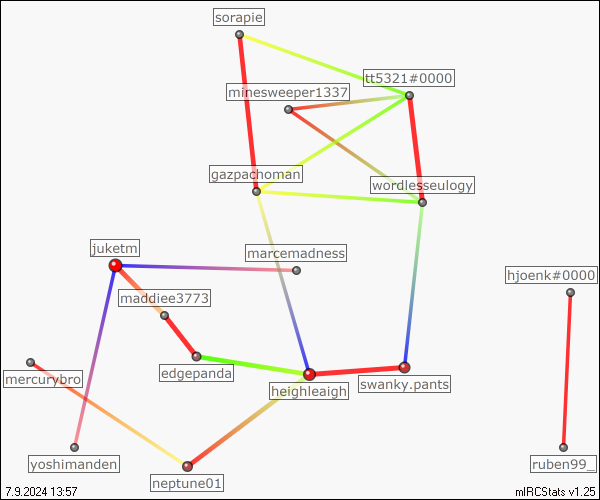 sorapie
tt5321#0000
minesweeper1337
gazpachoman
wordlesseulogy
juketm
marcemadness
hjoenk#0000
maddiee3773
edgepanda
mercurybro
heighleaigh
swanky.pants
yoshimanden
neptune01
ruben99_
7.9.2024 13:57
mIRCStats v1.25